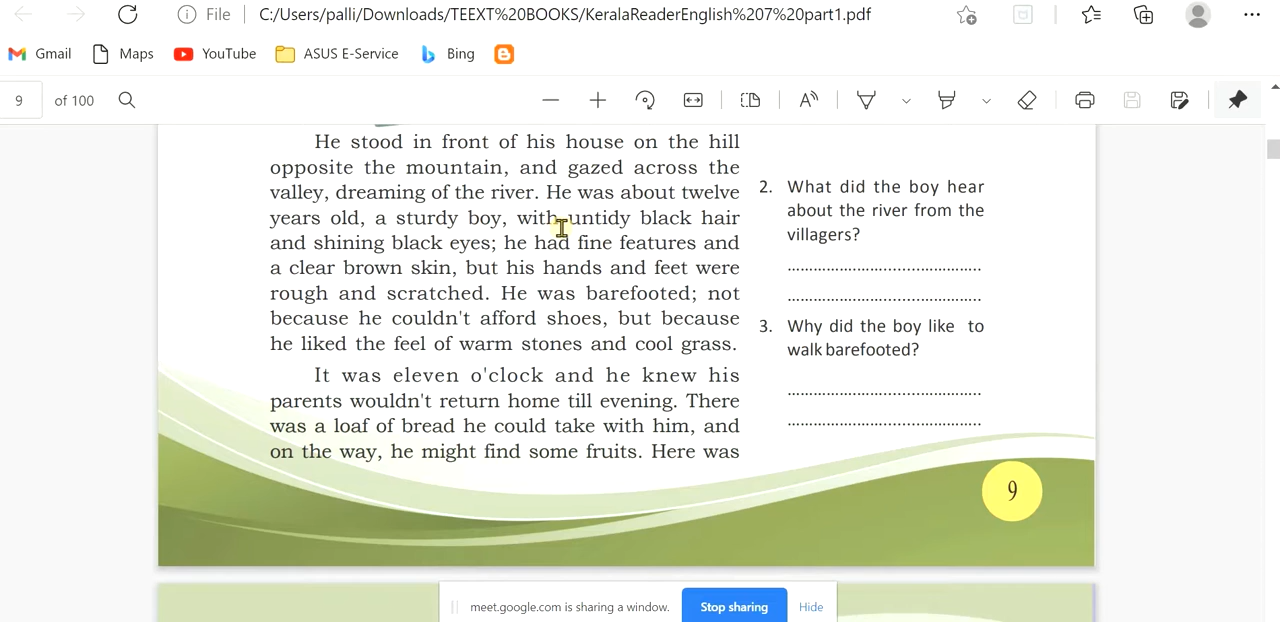 File C:/Users/palli/Downloads/TEEXT%20BOOKS/KeralaReaderEnglish%207%20part1.pdf
Gmail Maps YouTube ASUS E-Service Bing
9 of 100
He stood in front of his house on the hill
opposite the mountain, and gazed across the
valley, dreaming of the river. He was about twelve
years old, a sturdy boy, with untidy black hair
and shining black eyes; he had fine features and
a clear brown skin, but his hands and feet were
rough and scratched. He was barefooted; not
because he couldn't afford shoes, but because
he liked the feel of warm stones and cool grass.
It was eleven o'clock and he knew his
parents wouldn't return home till evening. There
was a loaf of bread he could take with him, and
on the way, he might find some fruits. Here was
2. What did the boy hear
about the river from the
villagers?
..........................................
..........................................
3. Why did the boy like to
walk barefooted?
..........................................
..........................................
9
meet.google.com is sharing a window. Stop sharing Hide